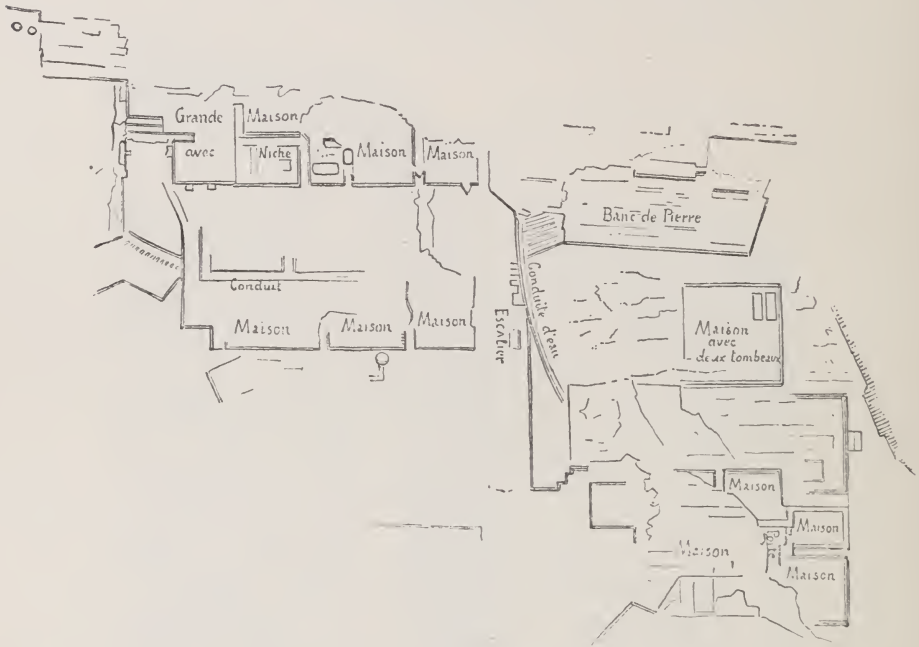 Grande Maison
avec Niche
Maison
Maison
Banc de Pierre
Conduite d'eau
Conduit
Escalier
Maison
Maison
Maison
Maison
avec
deux tombeaux
Maison
Maison
Maison
Maison